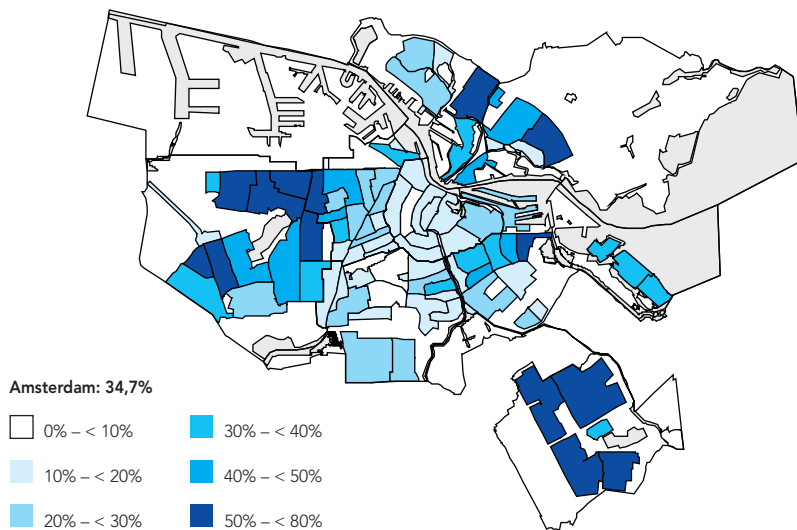 Amsterdam: 34,7%
0% – < 10%
10% – < 20%
20% – < 30%
30% – < 40%
40% – < 50%
50% – < 80%